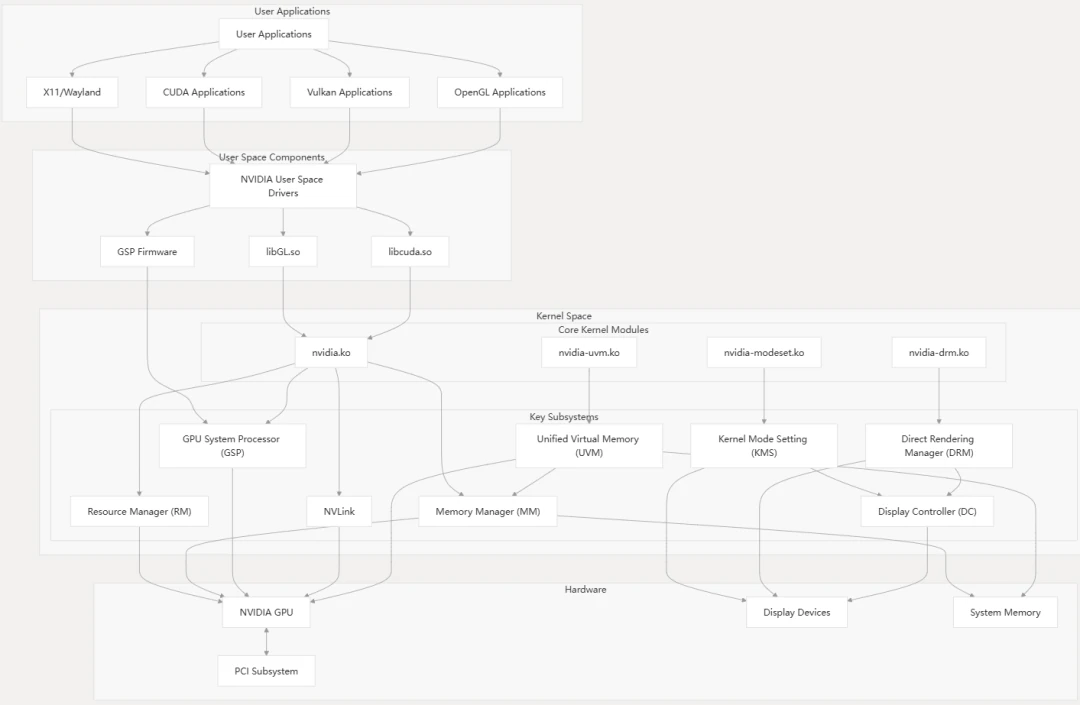 User Applications
User Applications
X11/Wayland
CUDA Applications
Vulkan Applications
OpenGL Applications
User Space Components
NVIDIA User Space
Drivers
GSP Firmware
libGL.so
libcuda.so
Kernel Space
Core Kernel Modules
nvidia.ko
nvidia-uvm.ko
nvidia-modeset.ko
nvidia-drm.ko
Key Subsystems
GPU System Processor
(GSP)
Unified Virtual Memory
(UVM)
Kernel Mode Setting
(KMS)
Direct Rendering
Manager (DRM)
Resource Manager (RM)
NVLink
Memory Manager (MM)
Display Controller (DC)
Hardware
NVIDIA GPU
Display Devices
System Memory
PCI Subsystem